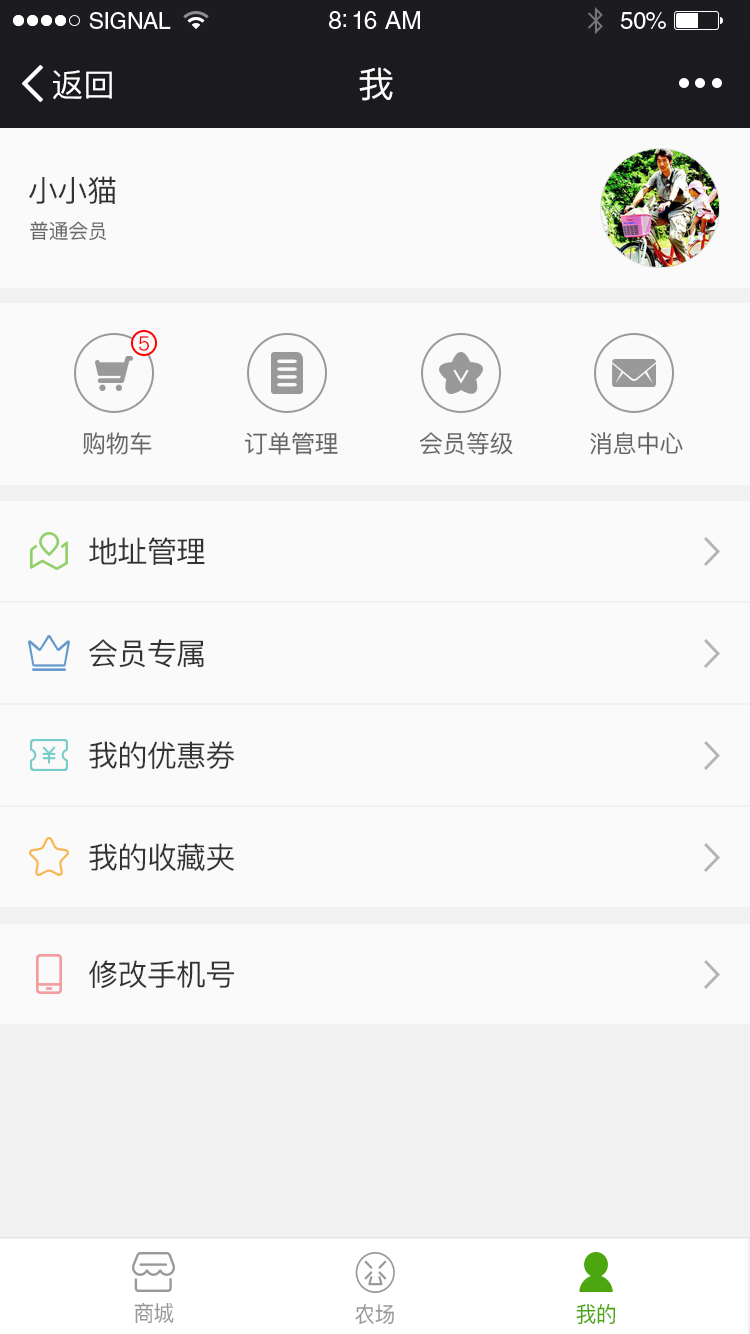 SIGNAL 8:16 AM 50%
返回 我
小小猫
普通会员
5
购物车 订单管理 会员等级 消息中心
地址管理
会员专属
我的优惠券
我的收藏夹
修改手机号
商城 农场 我的